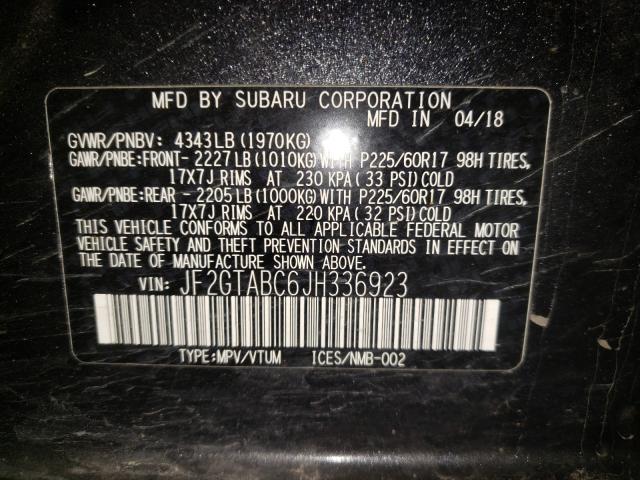 MFD BY SUBARU CORPORATION
MFD IN 04/18
GVWR/PNBV: 4343LB (1970KG)
GAWR/PNBE:FRONT- 2227LB (1010KG) WITH P225/60R17 98H TIRES,
17X7J RIMS AT 230 KPA (33 PSI) COLD
GAWR/PNBE:REAR - 2205LB (1000KG) WITH P225/60R17 98H TIRES,
17X7J RIMS AT 220 KPA (32 PSI) COLD
THIS VEHICLE CONFORMS TO ALL APPLICABLE FEDERAL MOTOR
VEHICLE SAFETY AND THEFT PREVENTION STANDARDS IN EFFECT ON
THE DATE OF MANUFACTURE SHOWN ABOVE.
VIN: JF2GTABC6JH336923
TYPE:MPV/VTUM ICES/NMB-002